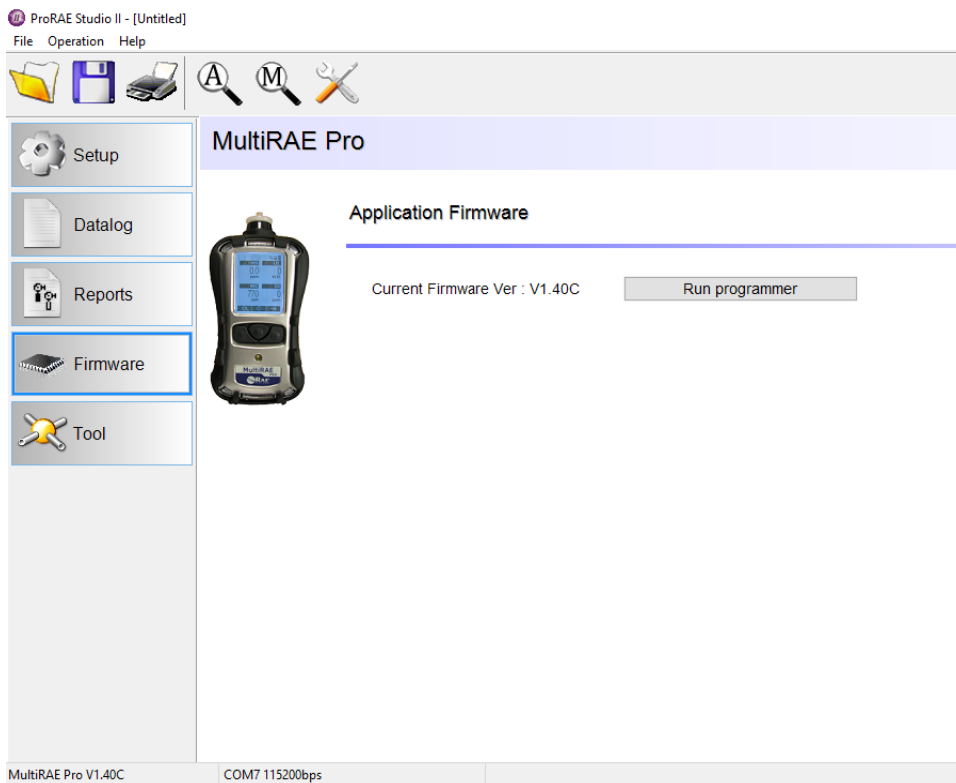 ProRAE Studio II - [Untitled]
File Operation Help
A M
Setup
Datalog
Reports
Firmware
Tool
MultiRAE Pro
Application Firmware
Current Firmware Ver : V1.40C
Run programmer
MultiRAE
RAE
MultiRAE Pro V1.40C
COM7 115200bps